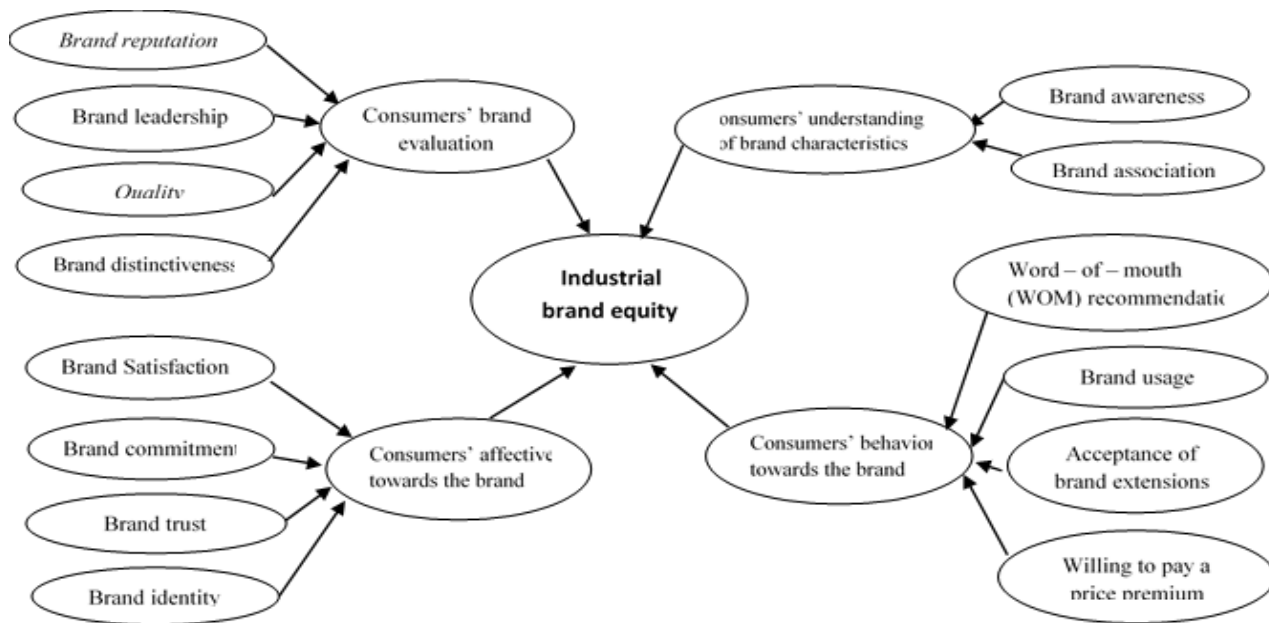 Brand reputation
Brand leadership
Quality
Brand distinctiveness
Consumers’ brand
evaluation
onsumers’ understanding
of brand characteristics
Brand awareness
Brand association
Industrial
brand equity
Word – of – mouth
(WOM) recommendatio
Brand usage
Acceptance of
brand extensions
Willing to pay a
price premium
Consumers’ behavior
towards the brand
Brand Satisfaction
Brand commitment
Brand trust
Brand identity
Consumers’ affective
towards the brand